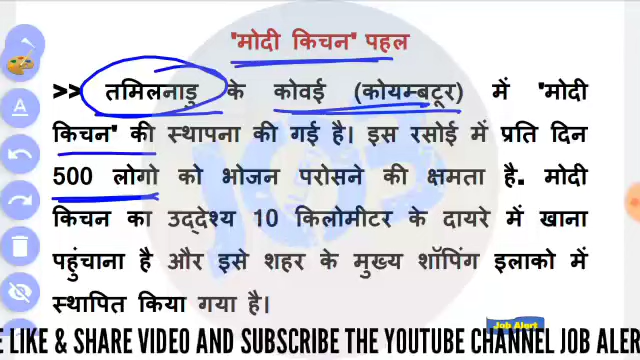 "मोदी किचन" पहल
>> तमिलनाडु के कोवई (कोयम्बटूर) में 'मोदी
किचन" की स्थापना की गई है। इस रसोई में प्रति दिन
500 लोगो को भोजन परोसने की क्षमता है. मोदी
किचन का उद्देश्य 10 किलोमीटर के दायरे में खाना
पहुंचाना है और इसे शहर के मुख्य शॉपिंग इलाको में
स्थापित किया गया है।
JOB
Job Alert
E LIKE & SHARE VIDEO AND SUBSCRIBE THE YOUTUBE CHANNEL JOB ALER